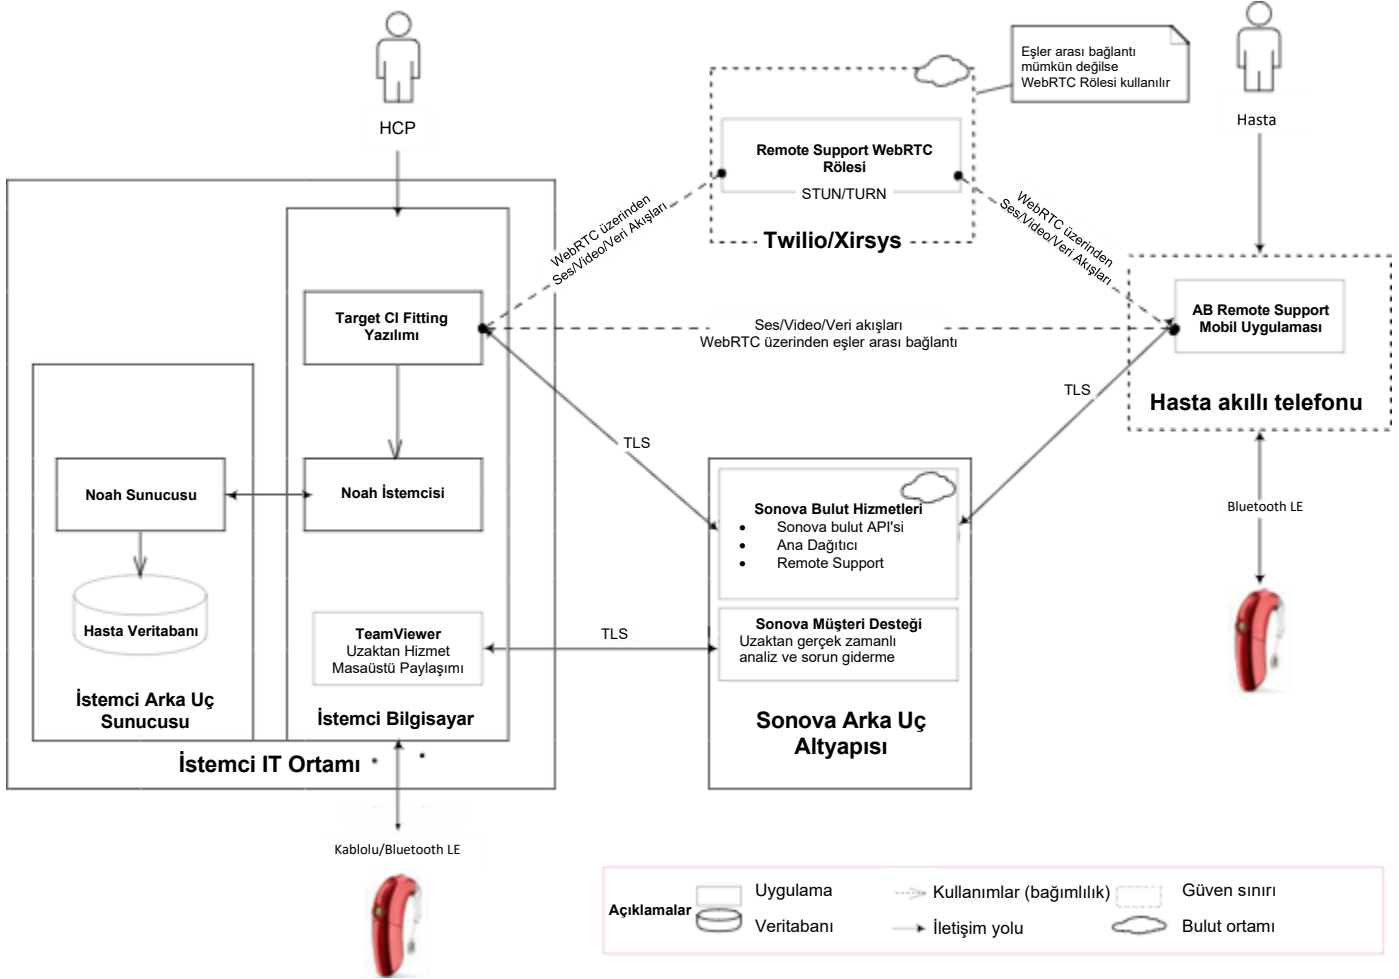 HCP
Eşler arası bağlantı
mümkün değilse
WebRTC Rölesi kullanılır
Hasta
Remote Support WebRTC
Rölesi
STUN/TURN
Twilio/Xirsys
WebRTC üzerinden
Ses/Video/Veri Akışları
WebRTC üzerinden
Ses/Video/Veri Akışları
Target CI Fitting
Yazılımı
Ses/Video/Veri akışları
WebRTC üzerinden eşler arası bağlantı
AB Remote Support
Mobil Uygulaması
Hasta akıllı telefonu
TLS
TLS
Noah Sunucusu
Noah İstemcisi
Sonova Bulut Hizmetleri
• Sonova bulut API'si
• Ana Dağıtıcı
• Remote Support
Bluetooth LE
Hasta Veritabanı
TeamViewer
Uzaktan Hizmet
Masaüstü Paylaşımı
TLS
Sonova Müşteri Desteği
Uzaktan gerçek zamanlı
analiz ve sorun giderme
İstemci Arka Uç
Sunucusu
İstemci Bilgisayar
Sonova Arka Uç
Altyapısı
İstemci IT Ortamı
Kablolu/Bluetooth LE
Açıklamalar
Uygulama
Kullanımlar (bağımlılık)
Güven sınırı
Veritabanı
İletişim yolu
Bulut ortamı